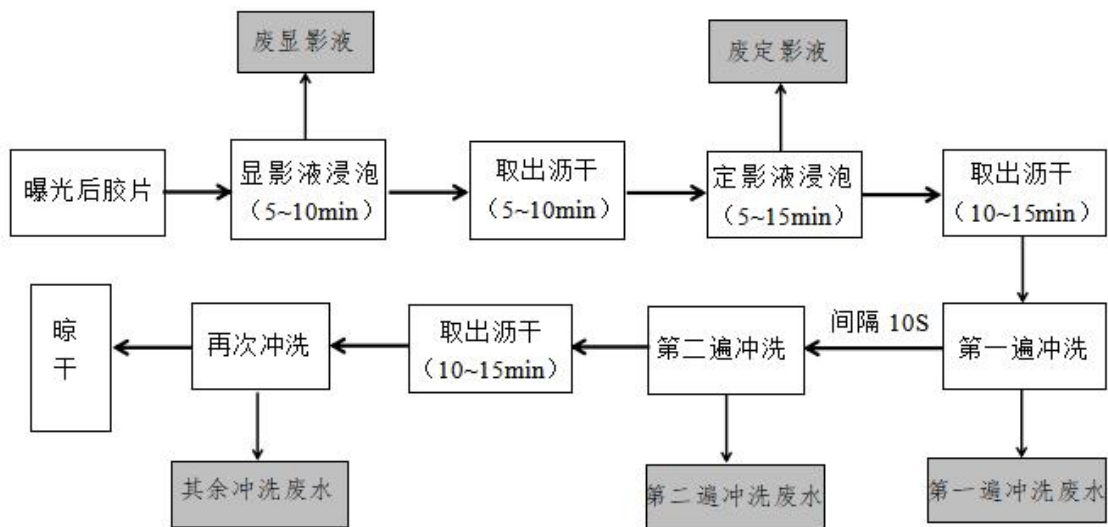 废显影液
废定影液
曝光后胶片
显影液浸泡
（5~10min）
取出沥干
（5~10min）
定影液浸泡
（5~15min）
取出沥干
（10~15min）
晾
干
再次冲洗
取出沥干
（10~15min）
第二遍冲洗
间隔 10S
第一遍冲洗
其余冲洗废水
第二遍冲洗废水
第一遍冲洗废水